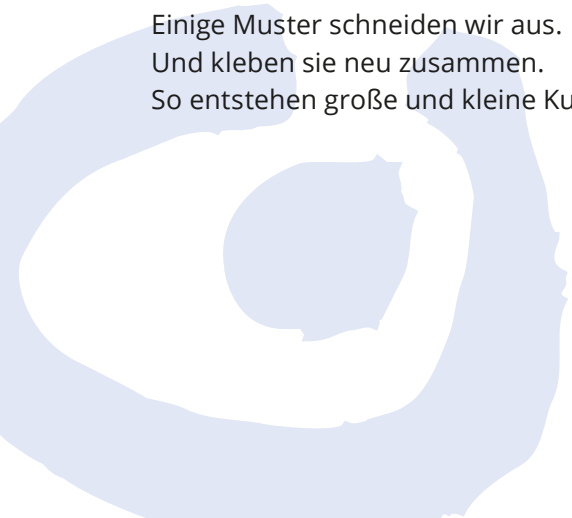 Einige Muster schneiden wir aus.
Und kleben sie neu zusammen.
So entstehen große und kleine